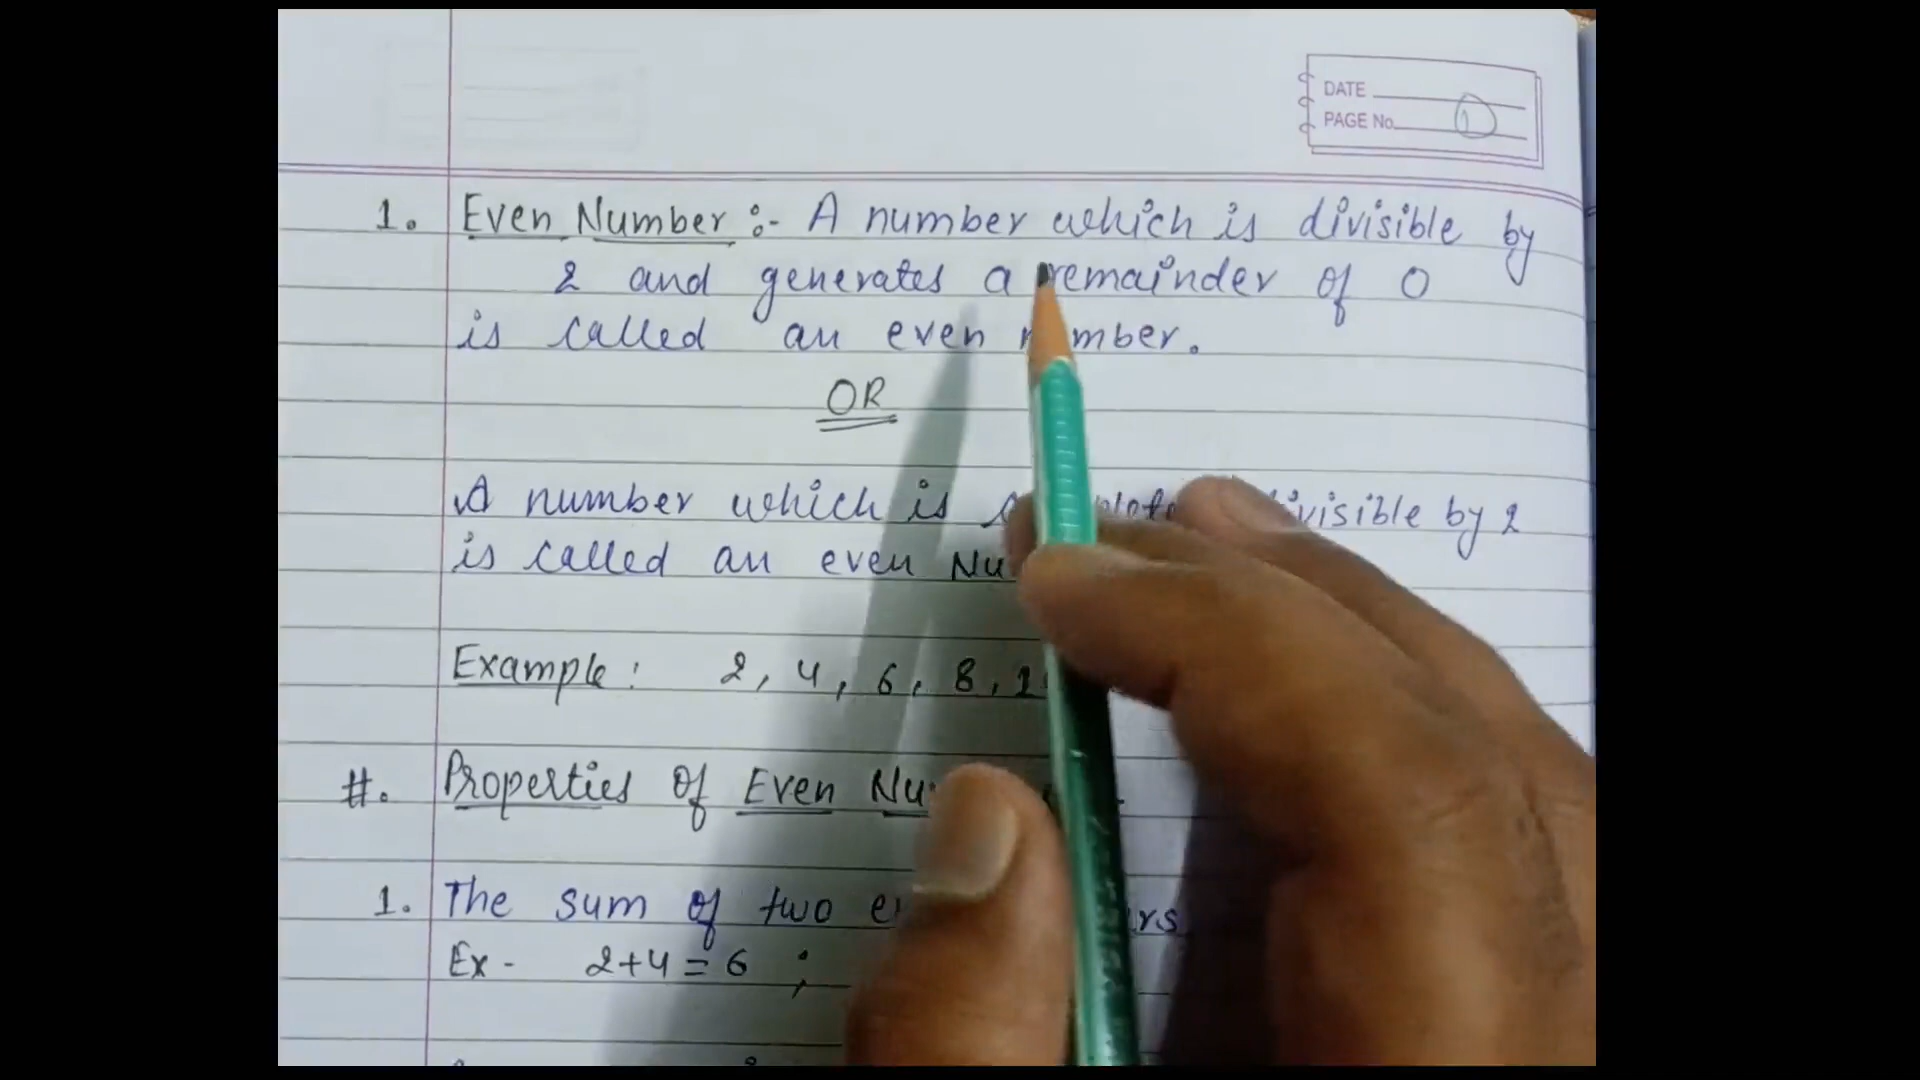 DATE
PAGE No. 1
1. Even Number :- A number which is divisible by
2 and generates a remainder of 0
is called an even number.
OR
A number which is divisible by 2
is called an even
Example : 2, 4, 6, 8,
#. Properties of Even
1. The sum of two
Ex - 2+4 = 6 ;